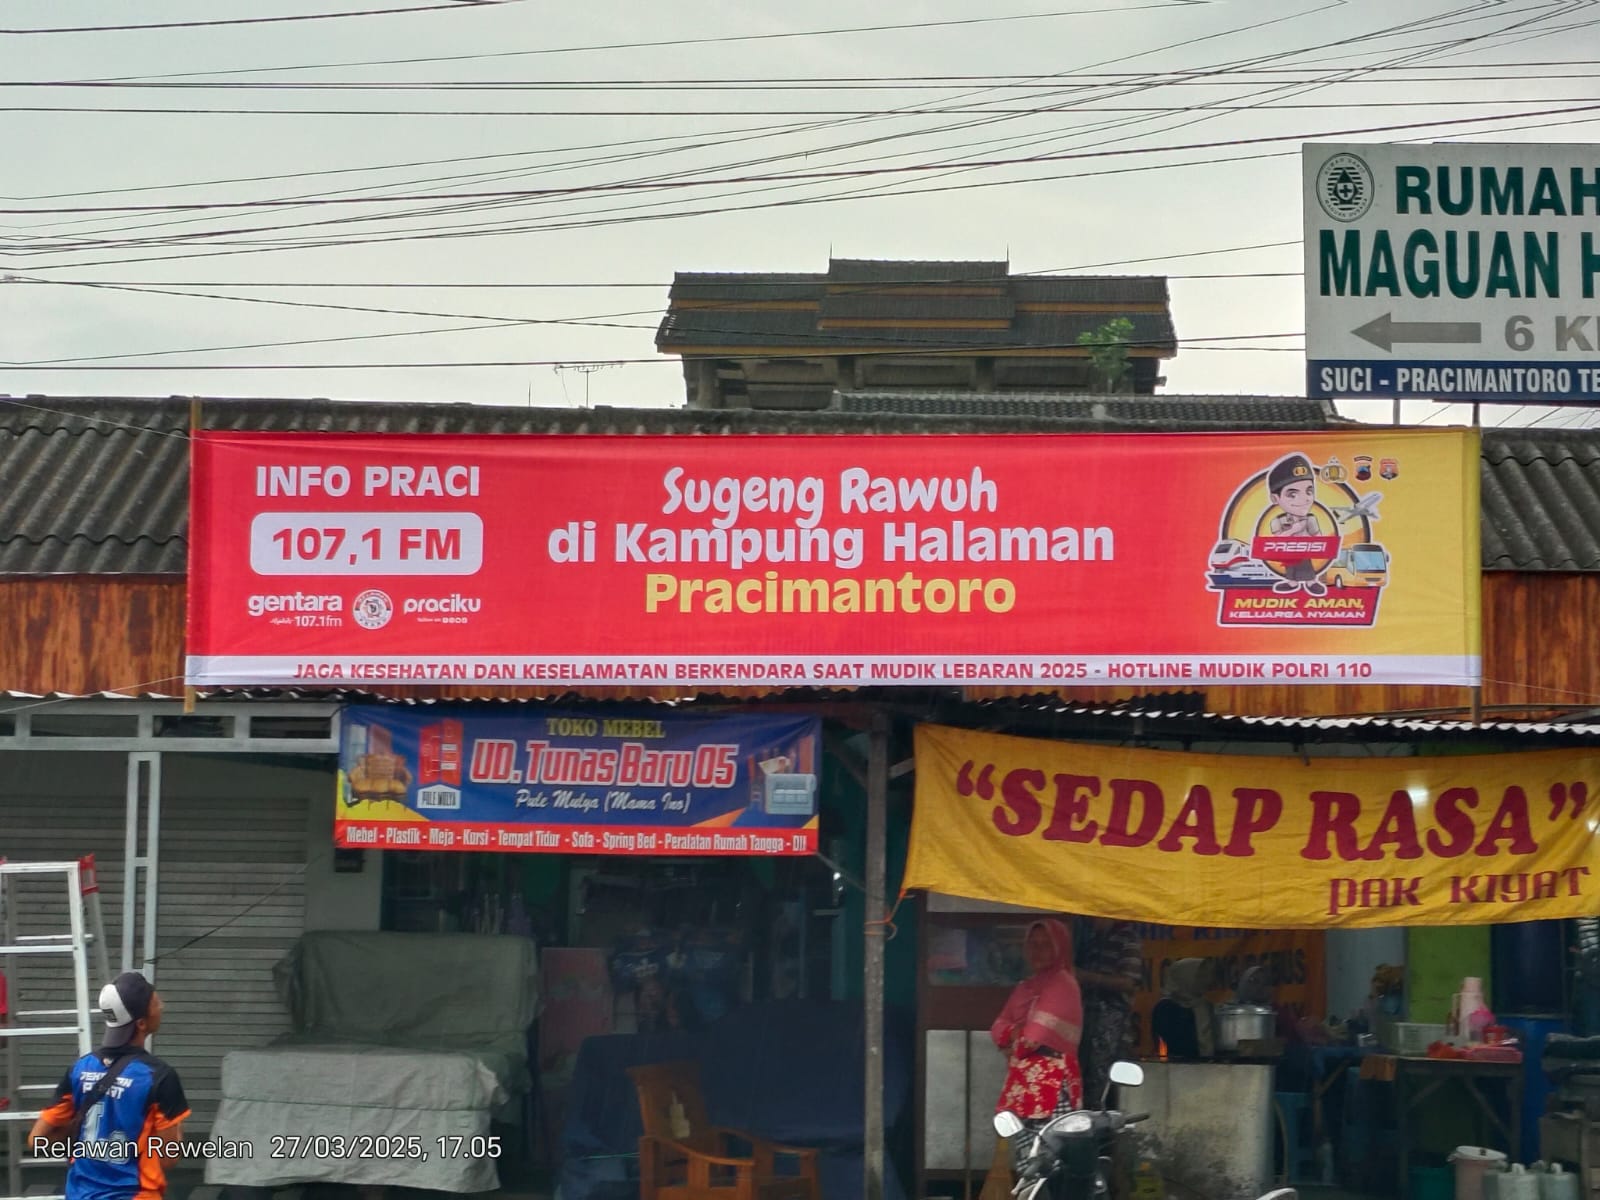 RUMAH
MAGUAN H
6 K
SUCI - PRACIMANTORO TE
INFO PRACI
107,1 FM
gentara
107.1fm
praciku
Sugeng Rawuh
di Kampung Halaman
Pracimantoro
PRESISI
MUDIK AMAN,
KELUARGA NYAMAN
JAGA KESEHATAN DAN KESELAMATAN BERKENDARA SAAT MUDIK LEBARAN 2025 - HOTLINE MUDIK POLRI 110
TOKO MEBEL
UD. Tunas Baru 05
Pule Mulya (Mama Ino)
PULE MULYA
Mebel - Plastik - Meja - Kursi - Tempat Tidur - Sofa - Spring Bed - Peralatan Rumah Tangga - Dll
“SEDAP RASA”
PAK KIYAT
Relawan Rewelan 27/03/2025, 17.05